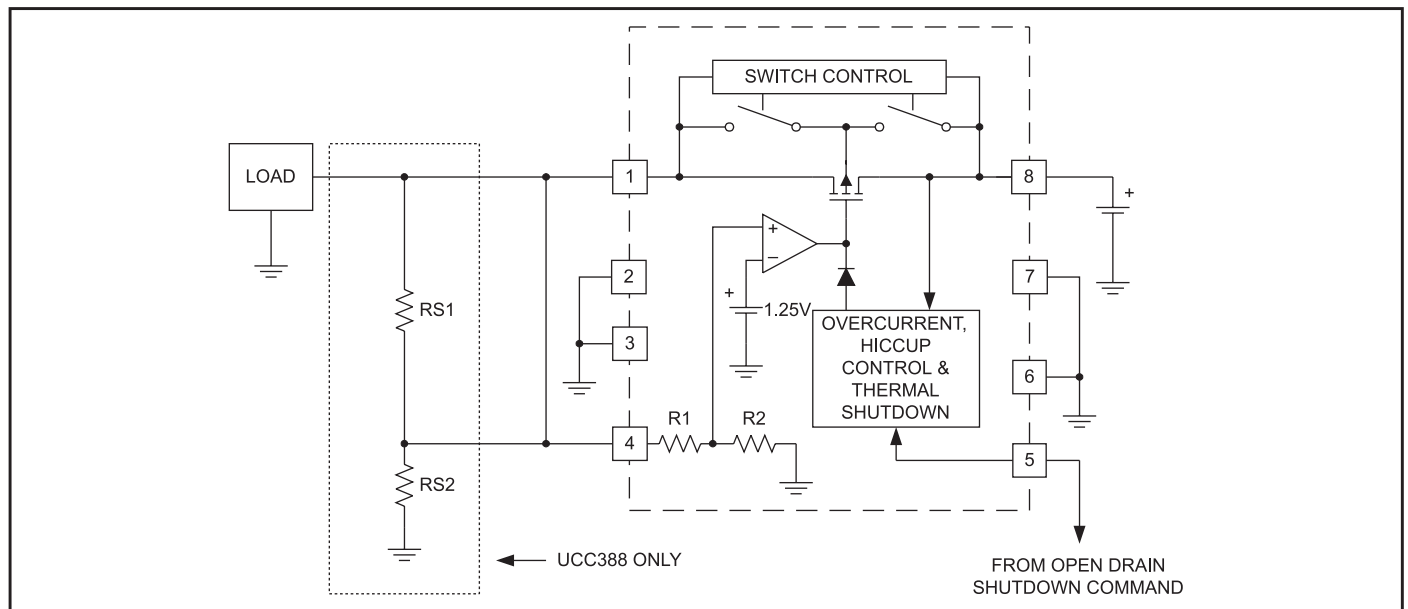 SWITCH CONTROL
LOAD
1
8
+
+
−
2
7
RS1
+
1.25V
OVERCURRENT,
HICCUP
CONTROL &
THERMAL
SHUTDOWN
3
6
R1
R2
4
5
RS2
UCC388 ONLY
FROM OPEN DRAIN
SHUTDOWN COMMAND